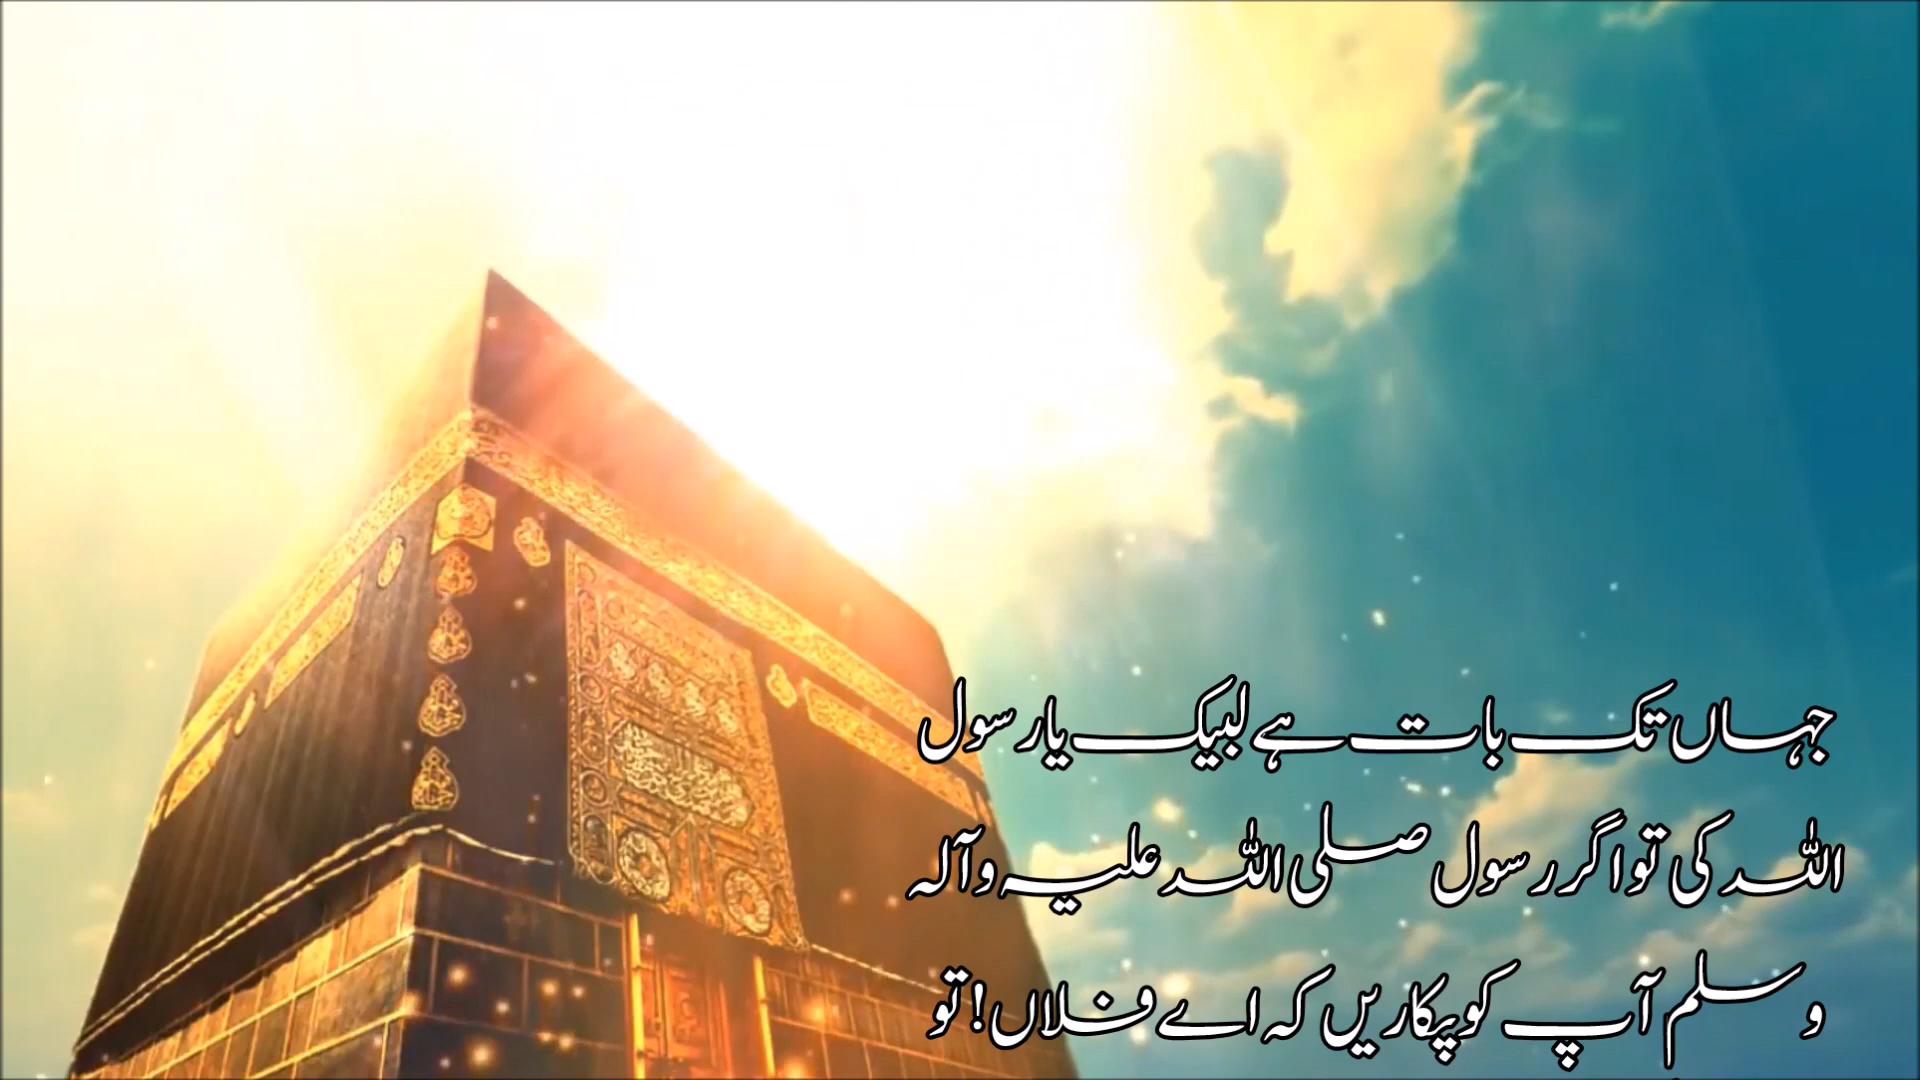 جہاں تک بات ہے لبیک یارسول
اللہ کی تو اگر رسول صلی اللہ علیہ وآلہ
وسلم آپ کو پکاریں کہ اے فلاں! تو